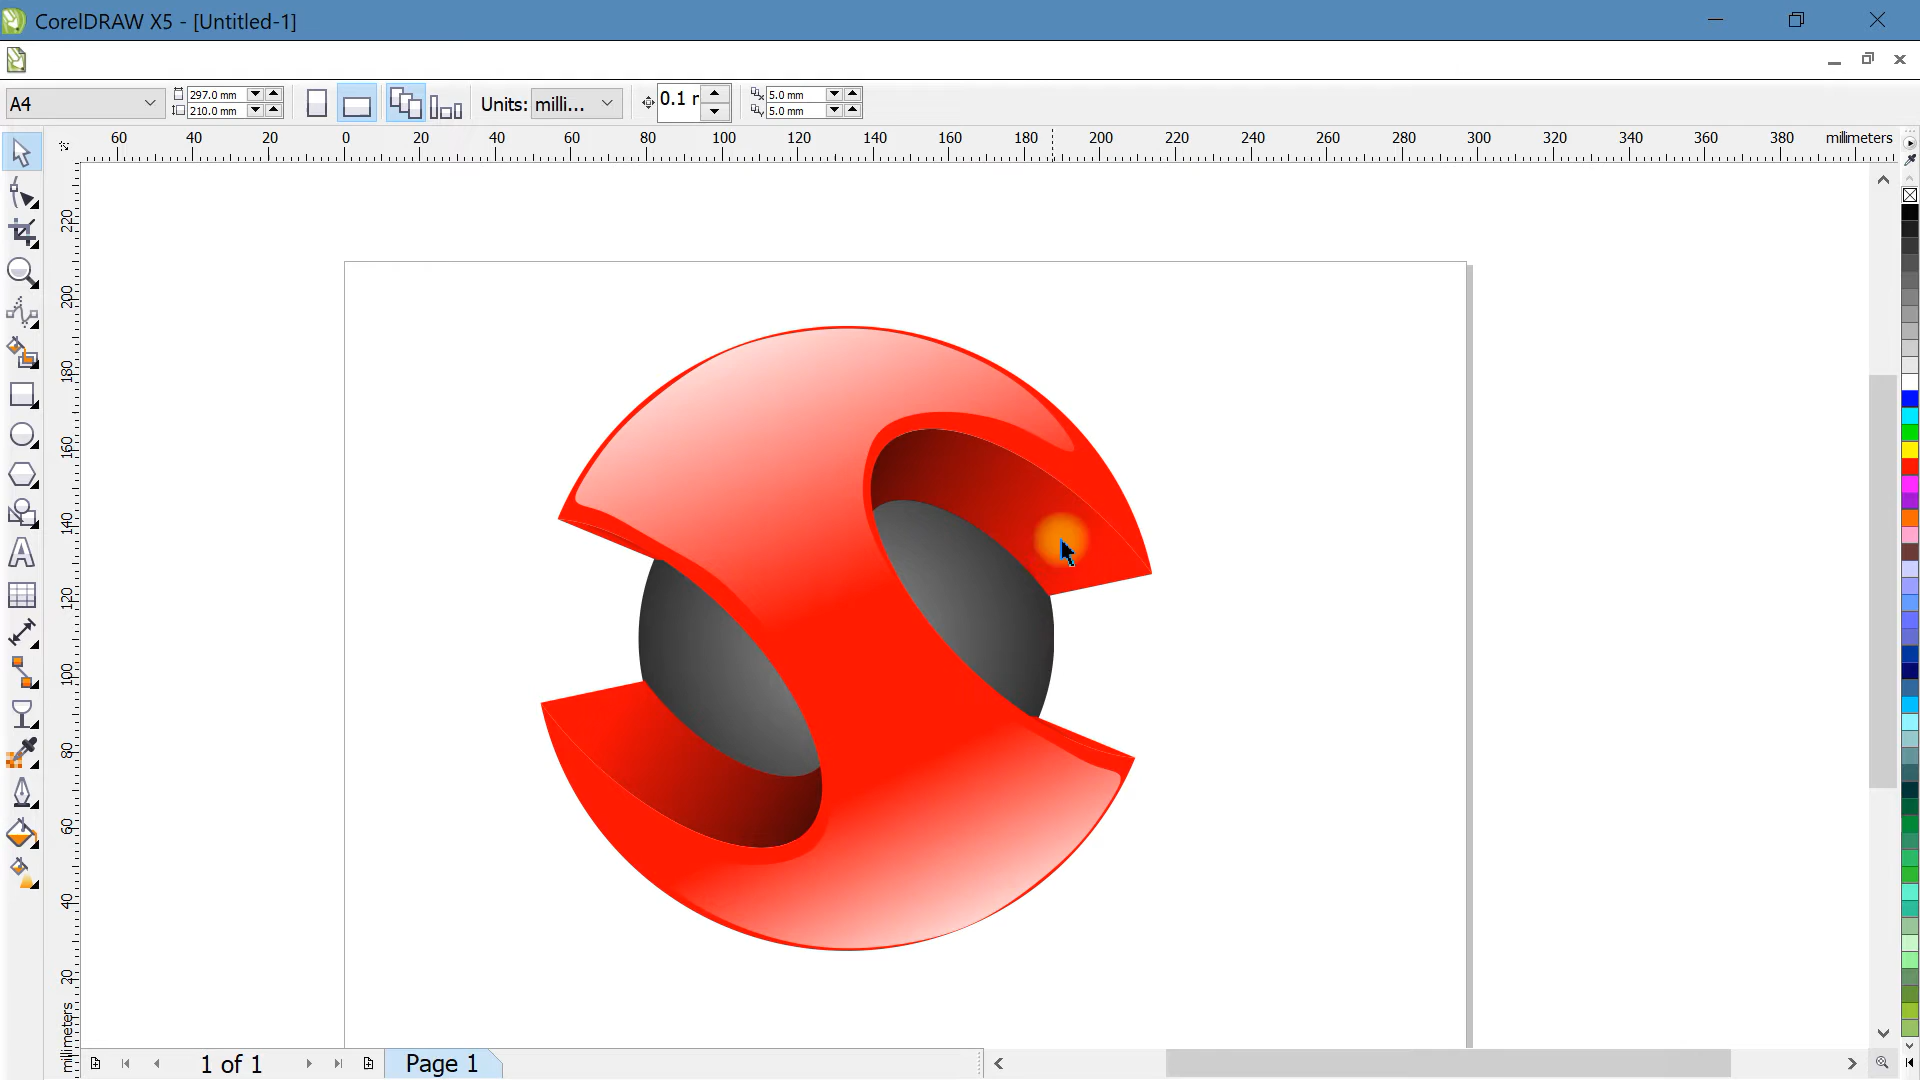 CorelDRAW X5 - [Untitled-1]
A4
297.0 mm
210.0 mm
Units: milli...
0.1 r
5.0 mm
5.0 mm
60 40 20 0 20 40 60 80 100 120 140 160 180 200 220 240 260 280 300 320 340 360 380 millimeters
220
200
180
160
140
120
100
80
60
40
20
millimeters
1 of 1
Page 1